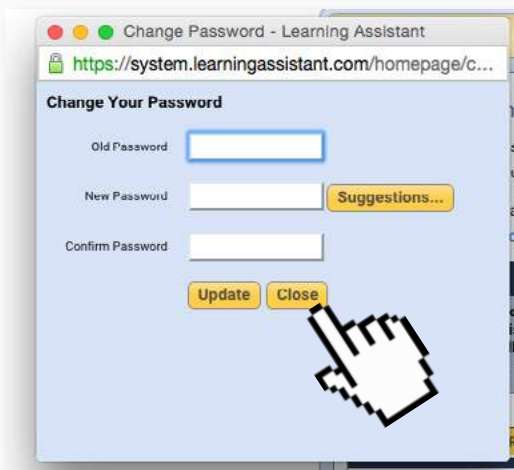 Change Password - Learning Assistant
https://system.learningassistant.com/homepage/c...
Change Your Password
Old Password
New Password
Suggestions...
Confirm Password
Update Close